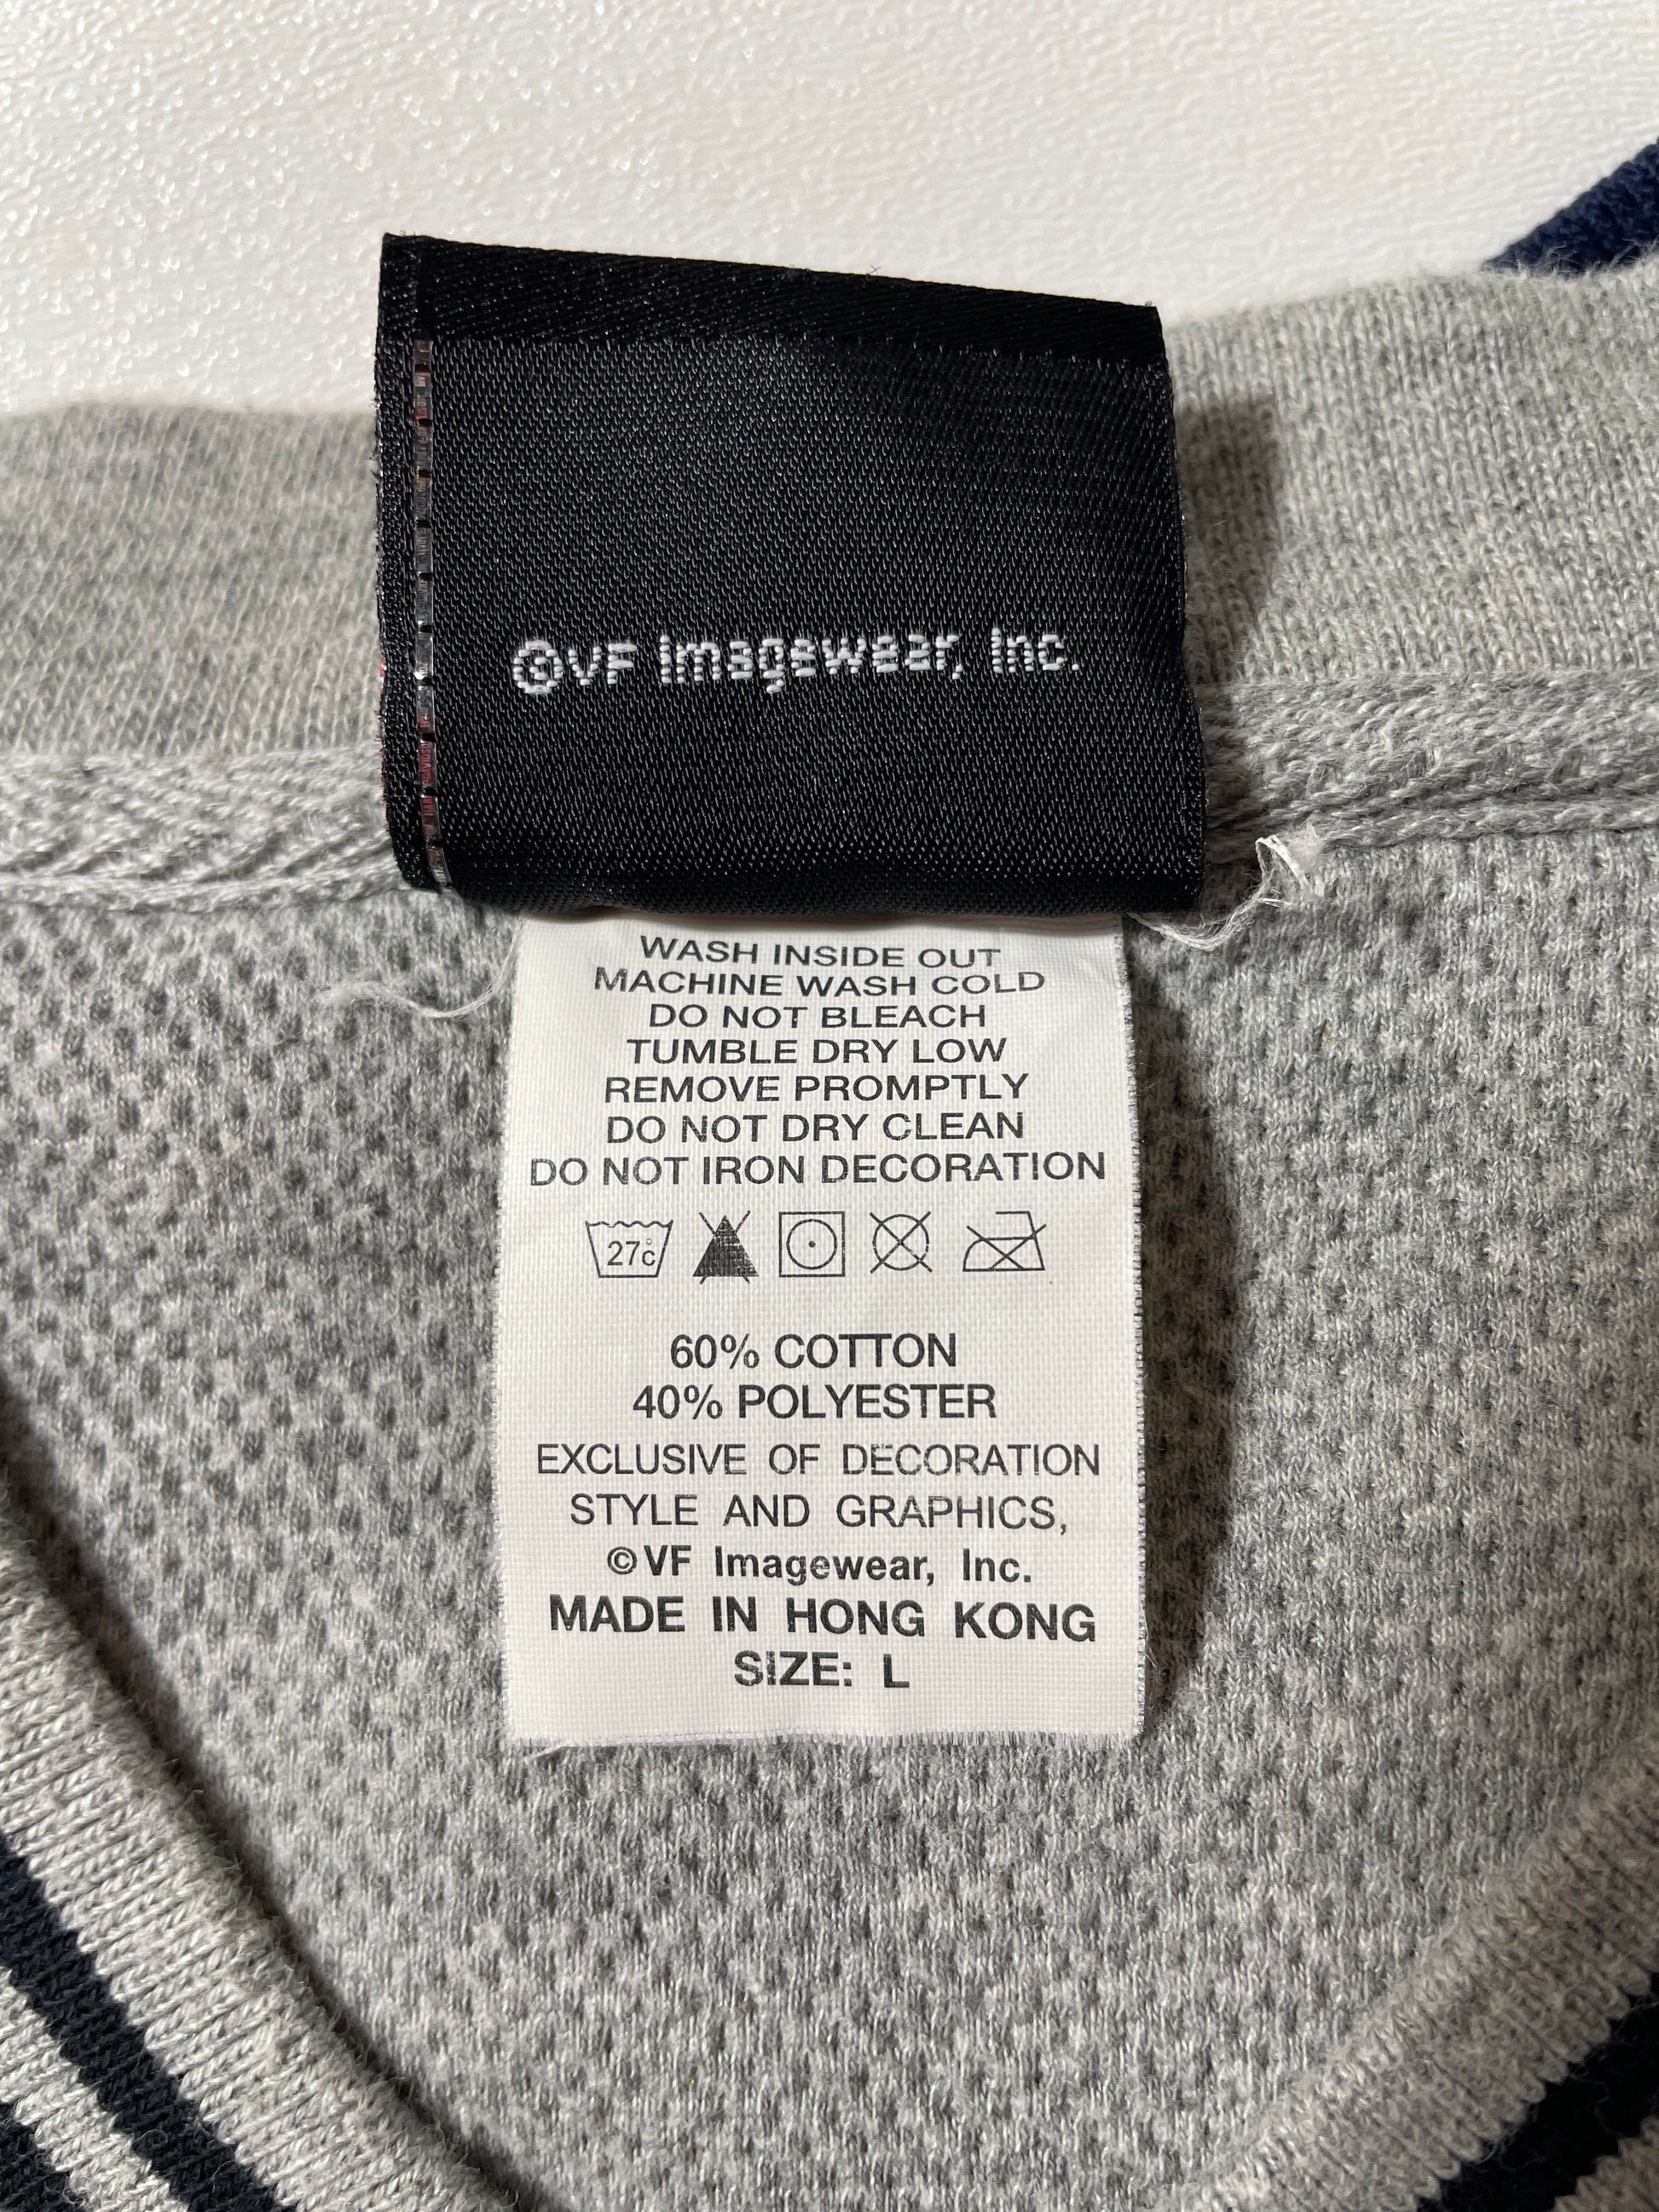 ©VF Imagewear, Inc.
WASH INSIDE OUT
MACHINE WASH COLD
DO NOT BLEACH
TUMBLE DRY LOW
REMOVE PROMPTLY
DO NOT DRY CLEAN
DO NOT IRON DECORATION
27c
60% COTTON
40% POLYESTER
EXCLUSIVE OF DECORATION
STYLE AND GRAPHICS,
©VF Imagewear, Inc.
MADE IN HONG KONG
SIZE: L